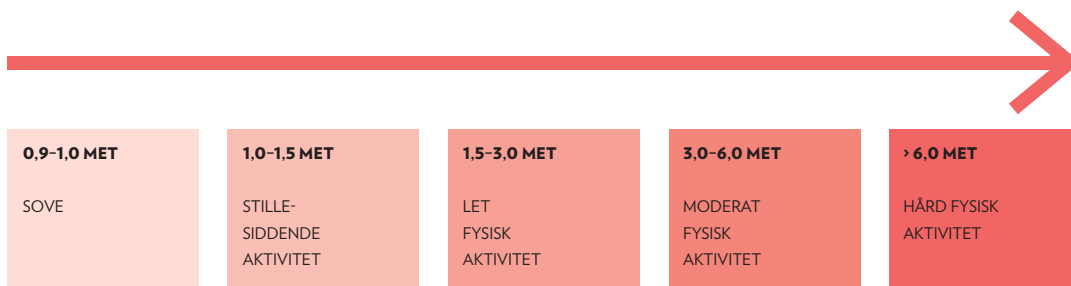 0,9–1,0 MET
SOVE
1,0–1,5 MET
STILLE-
SIDDENDE
AKTIVITET
1,5–3,0 MET
LET
FYSISK
AKTIVITET
3,0–6,0 MET
MODERAT
FYSISK
AKTIVITET
› 6,0 MET
HÅRD FYSISK
AKTIVITET